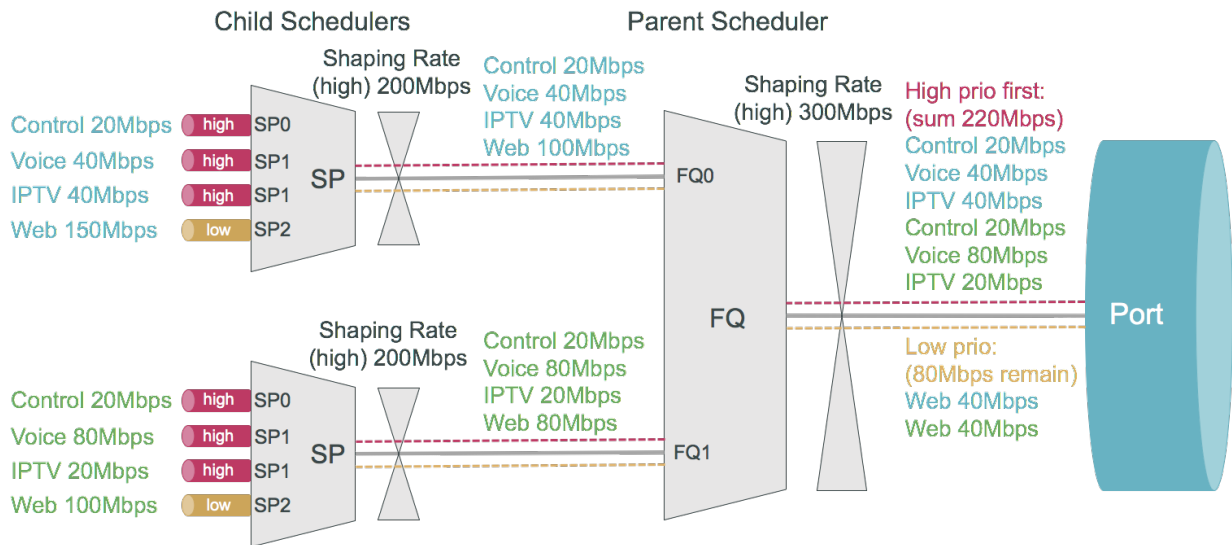 Child Schedulers
Parent Scheduler
Shaping Rate
(high) 200Mbps
Control 20Mbps
Voice 40Mbps
IPTV 40Mbps
Web 100Mbps
Shaping Rate
(high) 300Mbps
High prio first:
(sum 220Mbps)
Control 20Mbps
Voice 40Mbps
IPTV 40Mbps
Control 20Mbps
Voice 80Mbps
IPTV 20Mbps
Control 20Mbps
high
SP0
Voice 40Mbps
high
SP1
IPTV 40Mbps
high
SP1
Web 150Mbps
low
SP2
SP
FQ0
FQ
Port
Shaping Rate
(high) 200Mbps
Control 20Mbps
Voice 80Mbps
IPTV 20Mbps
Web 80Mbps
Low prio:
(80Mbps remain)
Web 40Mbps
Web 40Mbps
Control 20Mbps
high
SP0
Voice 80Mbps
high
SP1
IPTV 20Mbps
high
SP1
Web 100Mbps
low
SP2
SP
FQ1